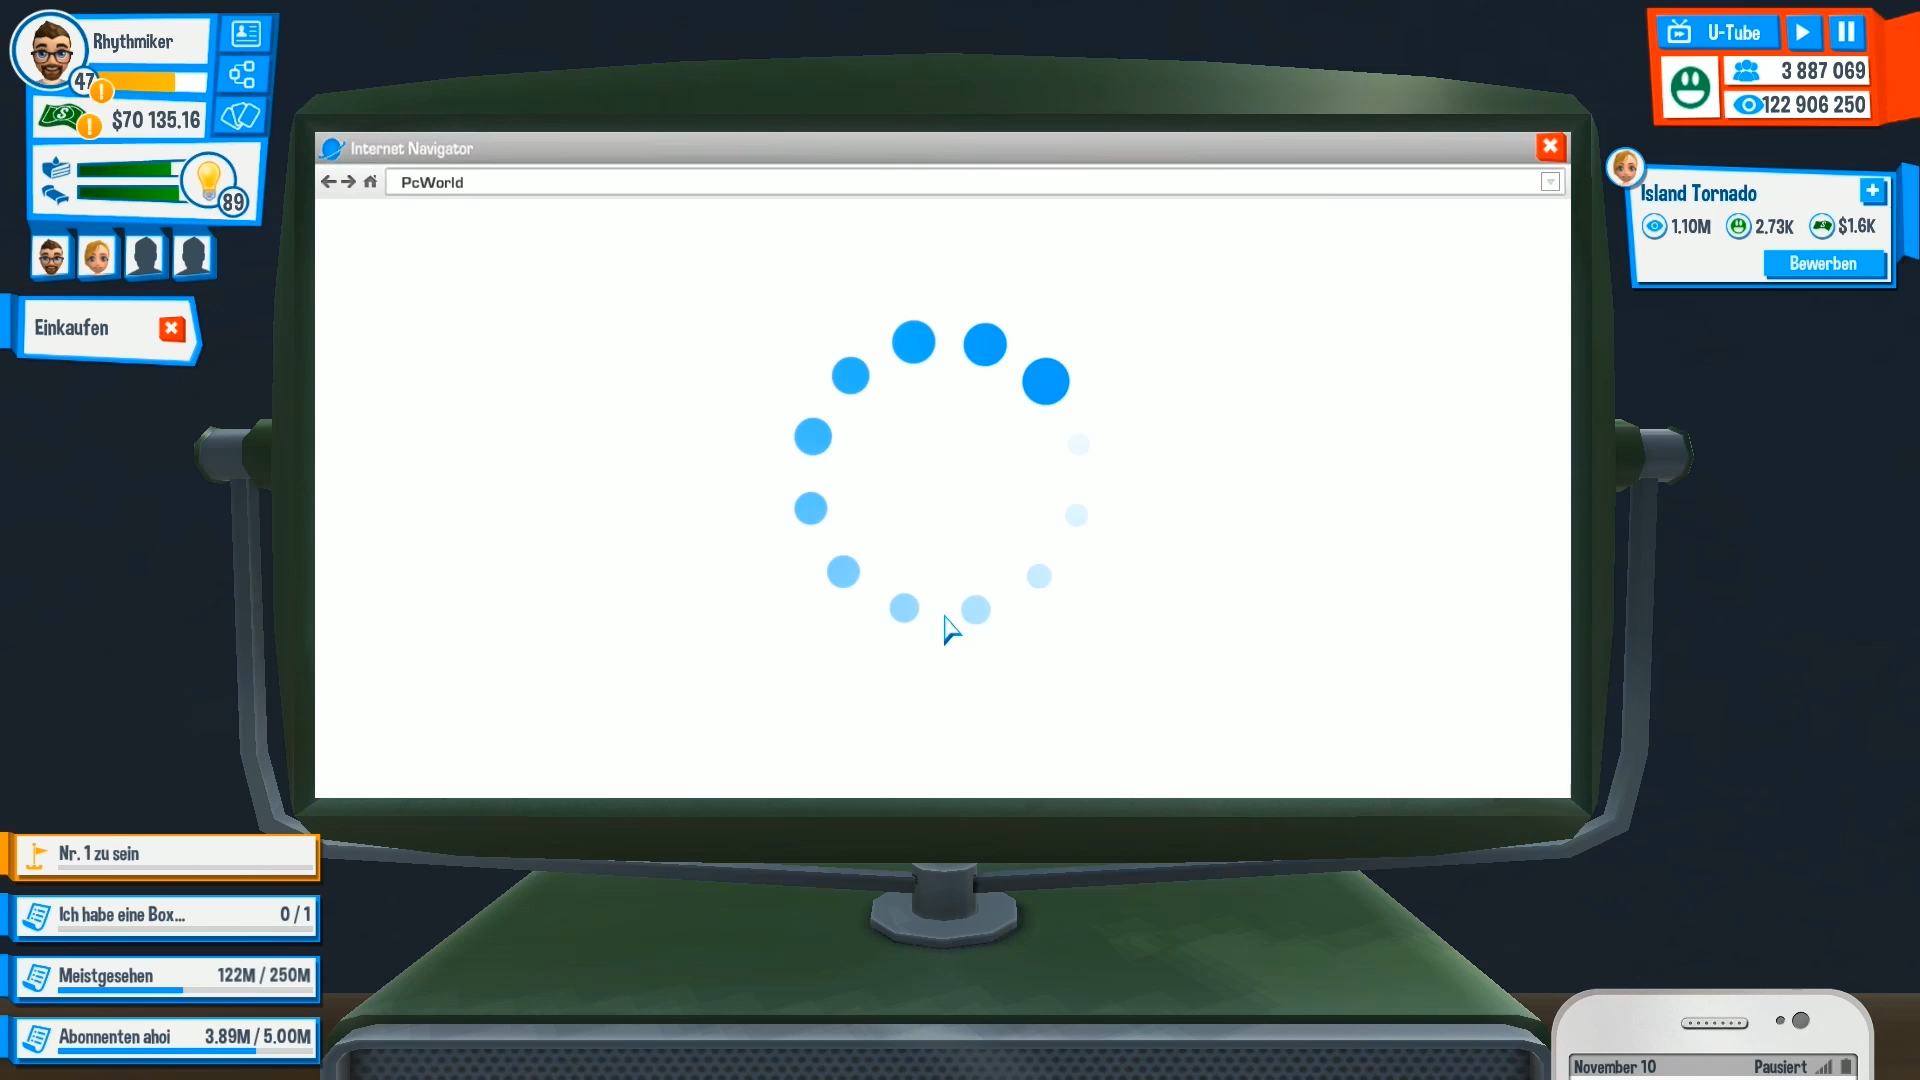 Rhythmiker
47
!
!
$70 135.16
89
Einkaufen
Internet Navigator
PcWorld
U-Tube
3 887 069
122 906 250
Island Tornado
1.10M
2.73K
$1.6K
Bewerben
Nr. 1 zu sein
Ich habe eine Box... 0 / 1
Meistgesehen 122M / 250M
Abonnenten ahoi 3.89M / 5.00M
November 10
Pausiert